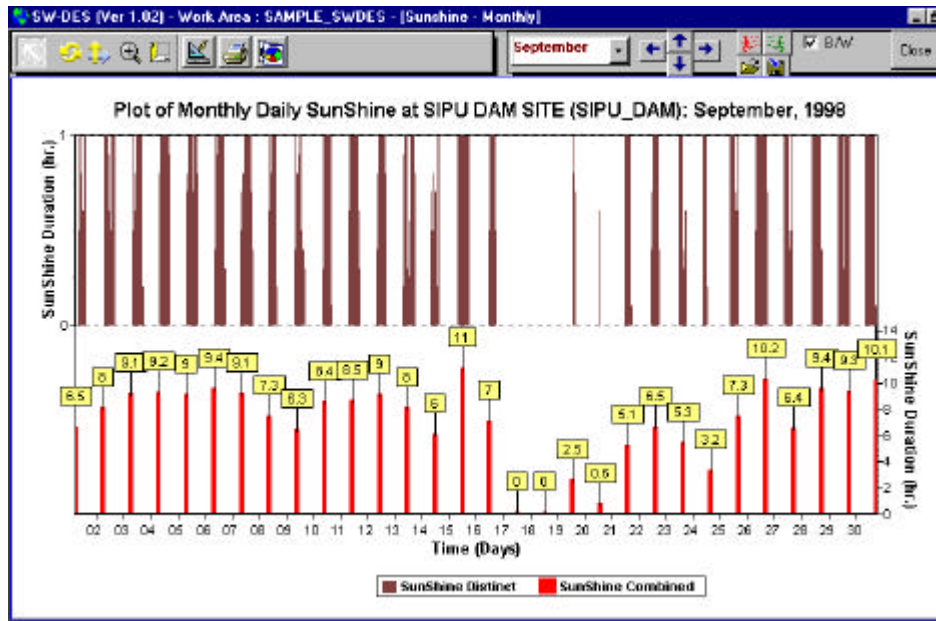 SW-DES (Ver 1.02) - Work Area : SAMPLE_SWDES - [Sunshine - Monthly]
September
B/W
Close
Plot of Monthly Daily SunShine at SIPU DAM SITE (SIPU_DAM): September, 1998
SunShine Duration (hr.)
1
0
6.5 8 9.1 9.2 9 9.4 9.1 7.3 6.3 8.4 8.5 9 8 6 11 7 0 0 2.5 0.6 5.1 6.5 5.3 3.2 7.3 10.2 6.4 9.4 9.3 10.1
14
8
6
4
2
0
SunShine Duration (hr.)
02 03 04 05 06 07 08 09 10 11 12 13 14 15 16 17 18 19 20 21 22 23 24 25 26 27 28 29 30
Time (Days)
SunShine Distinct SunShine Combined